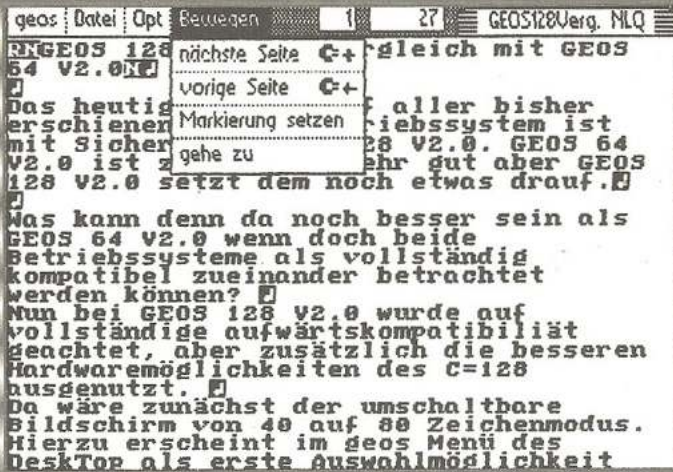 geos Datei Opt Bewegen 1 27 GEOS128Verg. NLQ
nächste Seite C=+
vorige Seite C=←
Markierung setzen
gehe zu
RNGEOS 128 rgleich mit GEOS
64 V2.0N
Das heutig f aller bisher
erschienen riebssystem ist
mit Sicher 28 V2.0. GEOS 64
V2.0 ist z ehr gut aber GEOS
128 V2.0 setzt dem noch etwas drauf.
Was kann denn da noch besser sein als
GEOS 64 V2.0 wenn doch beide
Betriebssysteme als vollständig
kompatibel zueinander betrachtet
werden können?
Nun bei GEOS 128 V2.0 wurde auf
vollständige aufwärtskompatibiliät
geachtet, aber zusätzlich die besseren
Hardwaremöglichkeiten des C=128
ausgenutzt.
Da wäre zunächst der umschaltbare
Bildschirm von 40 auf 80 Zeichenmodus.
Hierzu erscheint im geos Menü des
DeskTop als erste Auswahlmöglichkeit